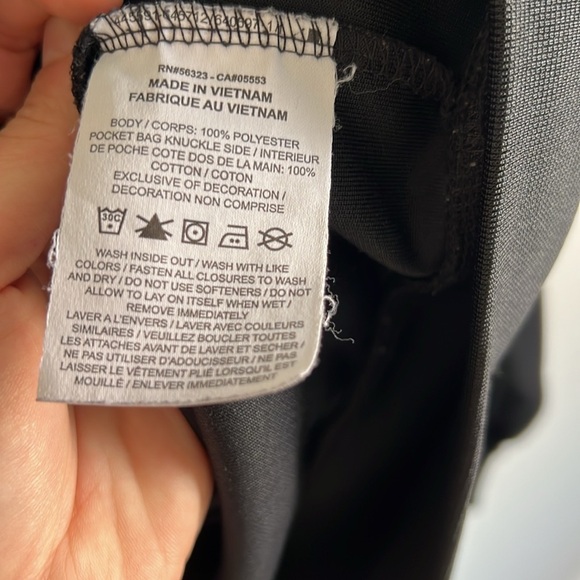 RN#56323 - CA#05553
MADE IN VIETNAM
FABRIQUE AU VIETNAM
BODY / CORPS: 100% POLYESTER
POCKET BAG KNUCKLE SIDE / INTERIEUR
DE POCHE COTE DOS DE LA MAIN: 100%
COTTON / COTON
EXCLUSIVE OF DECORATION /
DECORATION NON COMPRISE
30C
WASH INSIDE OUT / WASH WITH LIKE
COLORS / FASTEN ALL CLOSURES TO WASH
AND DRY / DO NOT USE SOFTENERS / DO NOT
ALLOW TO LAY ON ITSELF WHEN WET /
REMOVE IMMEDIATELY
LAVER A L'ENVERS / LAVER AVEC COULEURS
SIMILAIRES / VEUILLEZ BOUCLER TOUTES
LES ATTACHES AVANT DE LAVER ET SECHER /
NE PAS UTILISER D'ADOUCISSEUR / NE PAS
LAISSER LE VÊTEMENT PLIÉ LORSQU'IL EST
MOUILLÉ / ENLEVER IMMEDIATEMENT